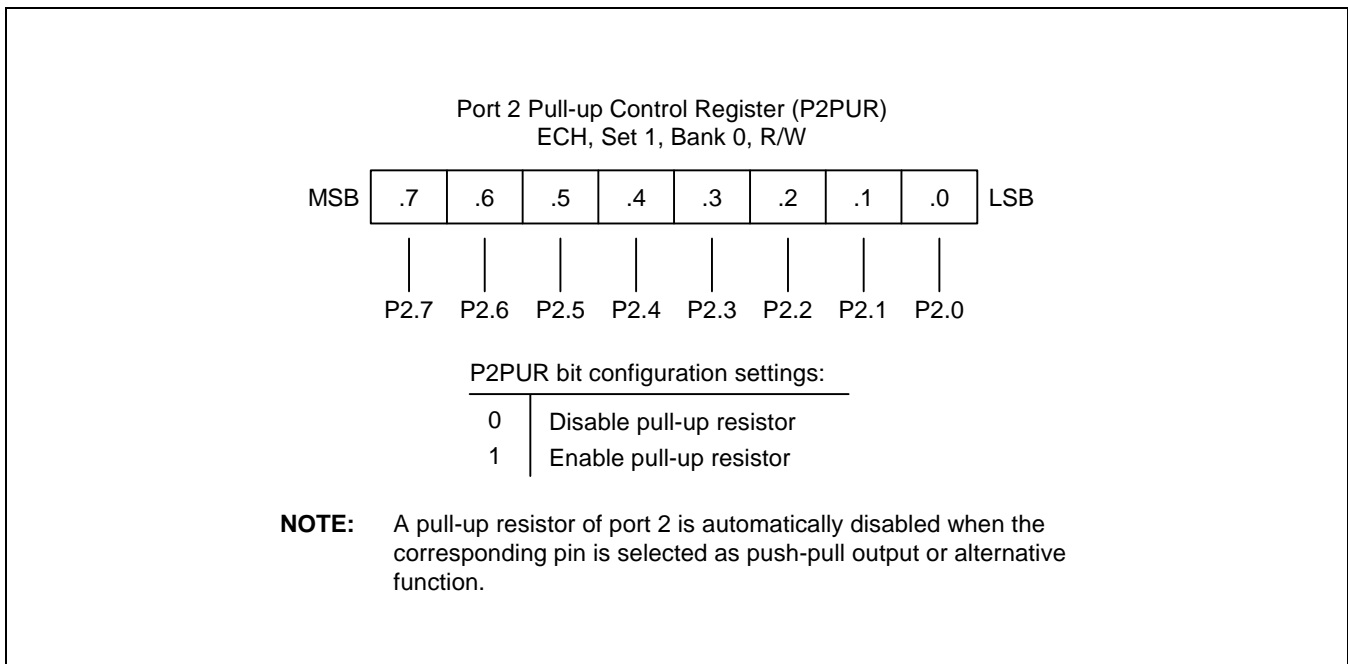 Port 2 Pull-up Control Register (P2PUR)
ECH, Set 1, Bank 0, R/W
MSB .7 .6 .5 .4 .3 .2 .1 .0 LSB
P2.7 P2.6 P2.5 P2.4 P2.3 P2.2 P2.1 P2.0
P2PUR bit configuration settings:
0 Disable pull-up resistor
1 Enable pull-up resistor
NOTE: A pull-up resistor of port 2 is automatically disabled when the
corresponding pin is selected as push-pull output or alternative
function.